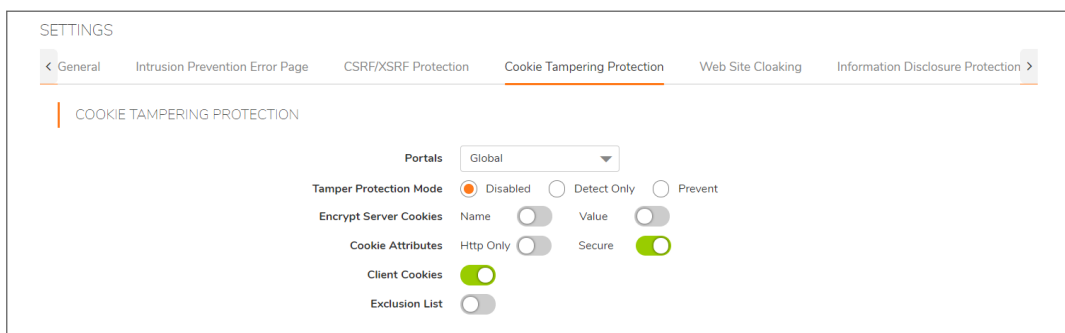 SETTINGS
< General Intrusion Prevention Error Page CSRF/XSRF Protection Cookie Tampering Protection Web Site Cloaking Information Disclosure Protection >
COOKIE TAMPERING PROTECTION
Portals Global
Tamper Protection Mode Disabled Detect Only Prevent
Encrypt Server Cookies Name Value
Cookie Attributes Http Only Secure
Client Cookies
Exclusion List